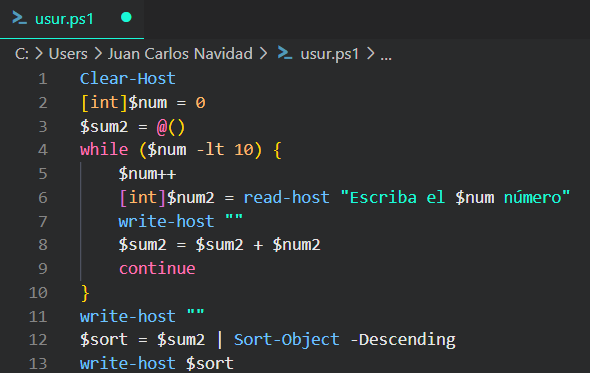 usur.ps1
C: > Users > Juan Carlos Navidad > usur.ps1 > ...
1 Clear-Host
2 [int]$num = 0
3 $sum2 = @()
4 while ($num -lt 10) {
5 $num++
6 [int]$num2 = read-host "Escriba el $num número"
7 write-host ""
8 $sum2 = $sum2 + $num2
9 continue
10 }
11 write-host ""
12 $sort = $sum2 | Sort-Object -Descending
13 write-host $sort